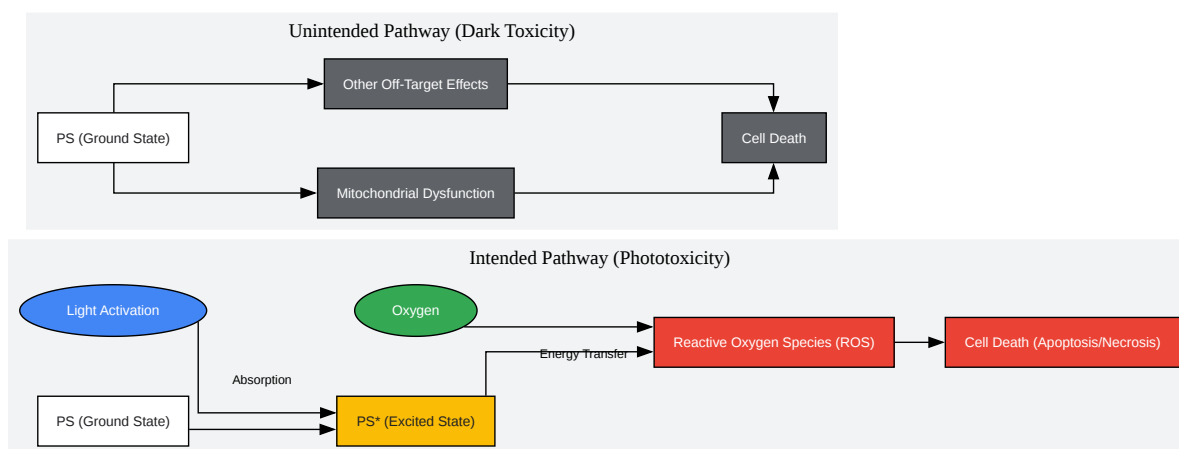 Unintended Pathway (Dark Toxicity)
Other Off-Target Effects
PS (Ground State)
Cell Death
Mitochondrial Dysfunction
Intended Pathway (Phototoxicity)
Light Activation
Oxygen
Reactive Oxygen Species (ROS)
Cell Death (Apoptosis/Necrosis)
Energy Transfer
Absorption
PS (Ground State)
PS* (Excited State)